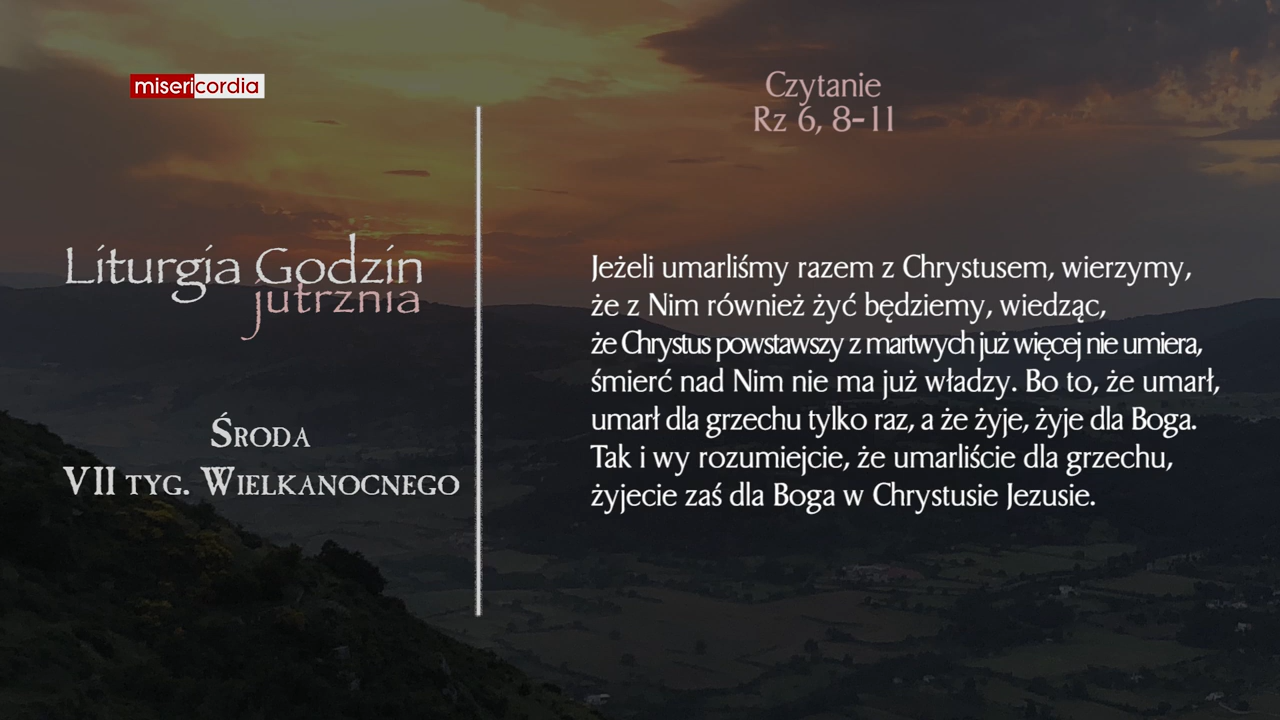 misericordia
Liturgia Godzin
jutrznia
Środa
VII tyg. Wielkanocnego
Czytanie
Rz 6, 8-11
Jeżeli umarliśmy razem z Chrystusem, wierzymy,
że z Nim również żyć będziemy, wiedząc,
że Chrystus powstawszy z martwych już więcej nie umiera,
śmierć nad Nim nie ma już władzy. Bo to, że umarł,
umarł dla grzechu tylko raz, a że żyje, żyje dla Boga.
Tak i wy rozumiejcie, że umarliście dla grzechu,
żyjecie zaś dla Boga w Chrystusie Jezusie.